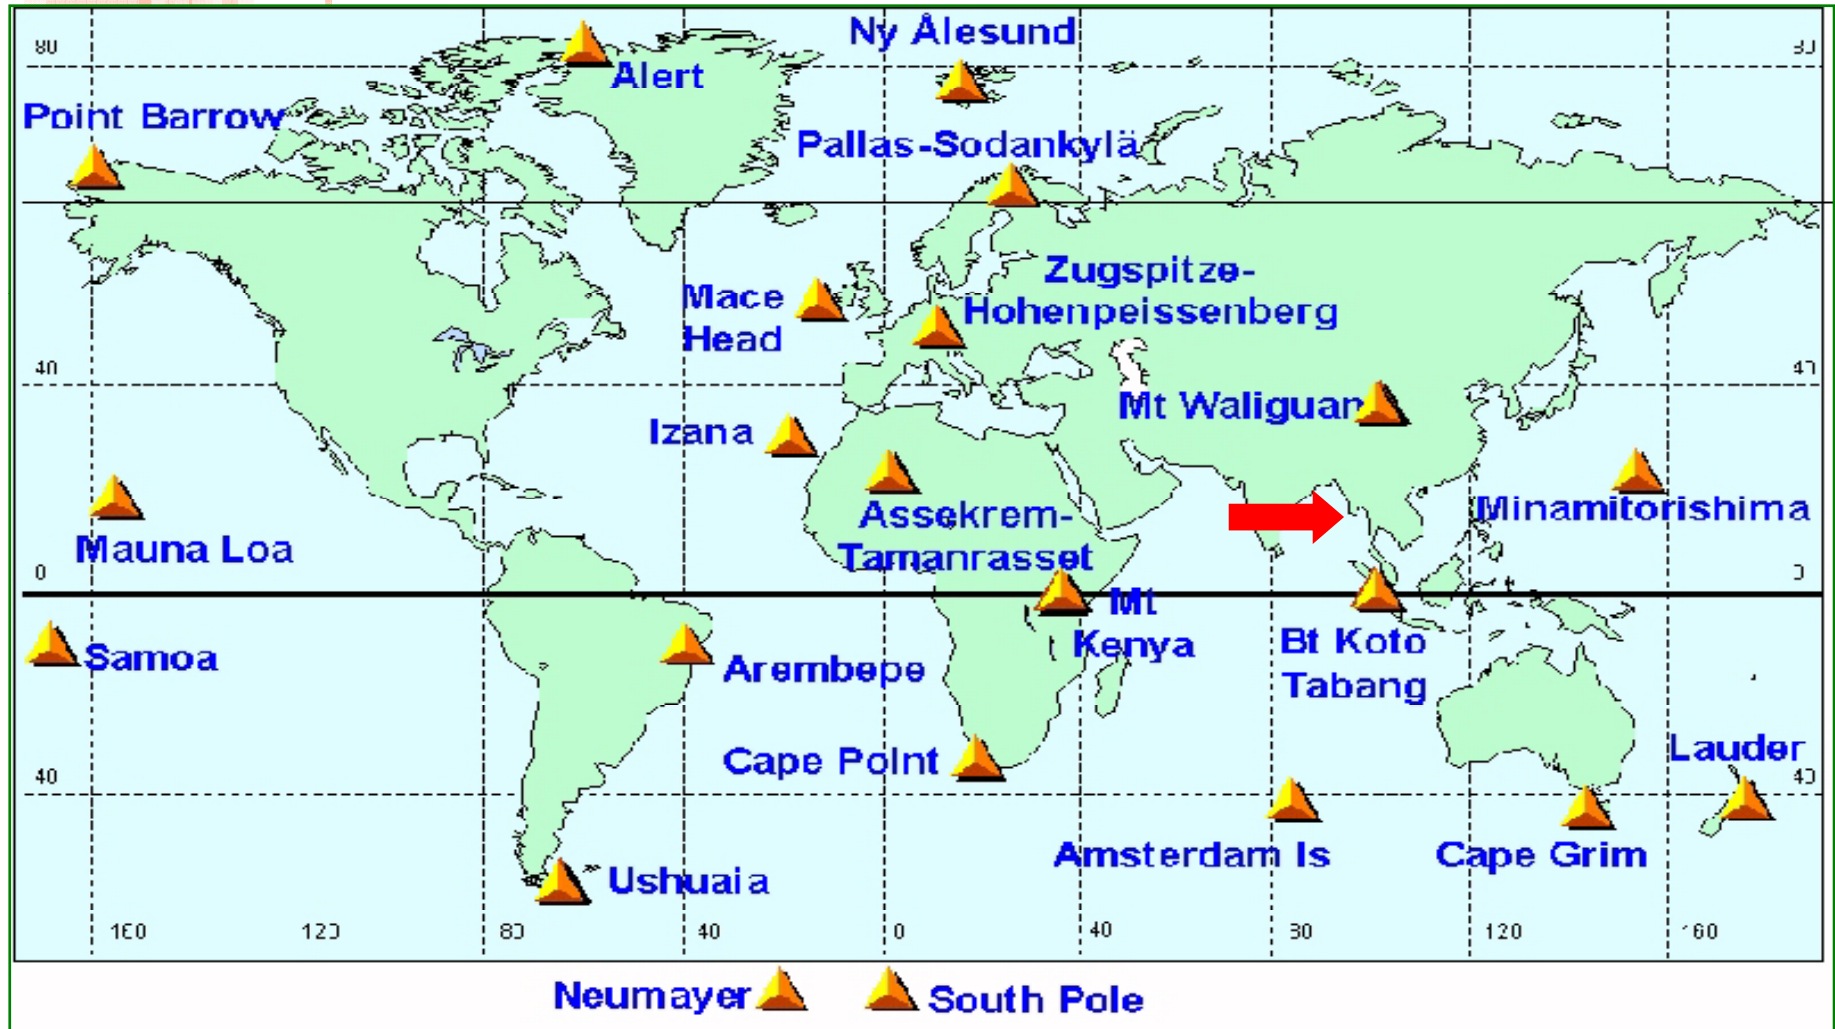 Ny Ålesund
80
Alert
Point Barrow
Pallas-Sodankylä
Zugspitze-
Hohenpeissenberg
Mace
Head
40
Mt Waliguan
Izana
Minamitorishima
Assekrem-
Tamanrasset
Mauna Loa
0
Mt
Kenya
Samoa
Arembepe
Bt Koto
Tabang
Cape PoInt
Lauder
40
Amsterdam Is
Cape Grim
Ushuaia
120 80 40 0 40 80 120 160
Neumayer
South Pole